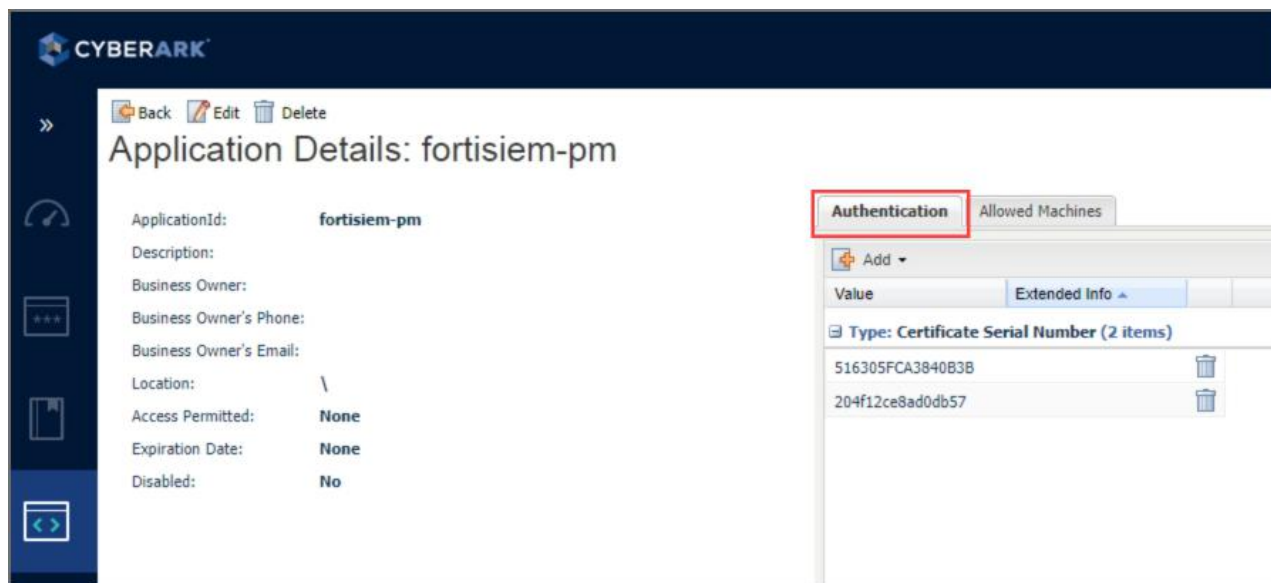 CYBERARK
»
Back Edit Delete
Application Details: fortisiem-pm
ApplicationId: fortisiem-pm
Description:
Business Owner:
Business Owner's Phone:
Business Owner's Email:
Location: \
Access Permitted: None
Expiration Date: None
Disabled: No
Authentication Allowed Machines
Add
Value Extended Info
Type: Certificate Serial Number (2 items)
516305FCA3840B3B
204f12ce8ad0db57